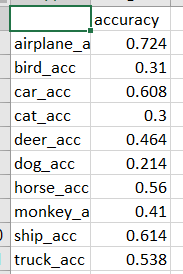 accuracy
airplane_a 0.724
bird_acc 0.31
car_acc 0.608
cat_acc 0.3
deer_acc 0.464
dog_acc 0.214
horse_acc 0.56
monkey_a 0.41
ship_acc 0.614
truck_acc 0.538